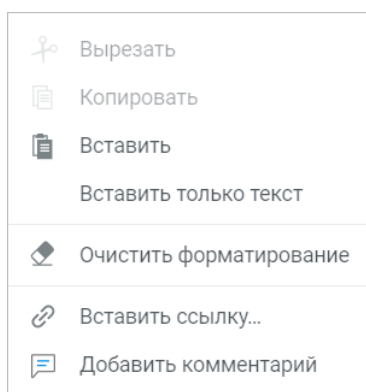 Вырезать
Копировать
Вставить
Вставить только текст
Очистить форматирование
Вставить ссылку...
Добавить комментарий